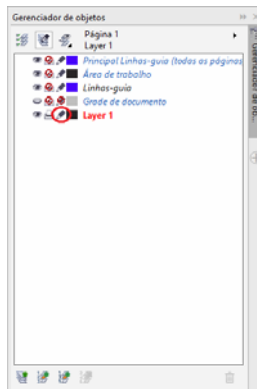 Gerenciador de objetos
Página 1
Layer 1
Principal Linhas-guia (todas as páginas
Área de trabalho
Linhas-guia
Grade de documento
Layer 1